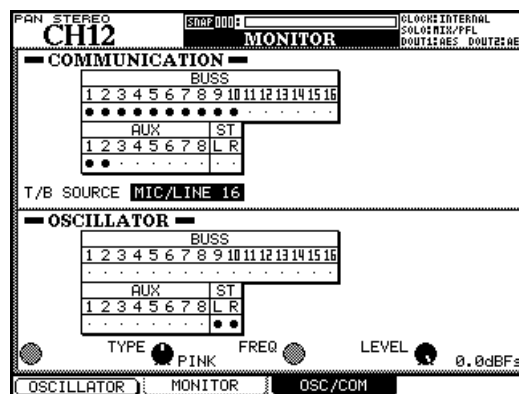 PAN STEREO
CH12
SNAP 000:
MONITOR
CLOCK:INTERNAL
SOLO:MIX/PFL
DOUT1:AES DOUT2:AE
COMMUNICATION
BUSS
1 2 3 4 5 6 7 8 9 10 11 12 13 14 15 16
AUX ST
1 2 3 4 5 6 7 8 L R
T/B SOURCE MIC/LINE 16
OSCILLATOR
BUSS
1 2 3 4 5 6 7 8 9 10 11 12 13 14 15 16
AUX ST
1 2 3 4 5 6 7 8 L R
TYPE PINK FREQ LEVEL 0.0dBFs
OSCILLATOR MONITOR OSC/COM